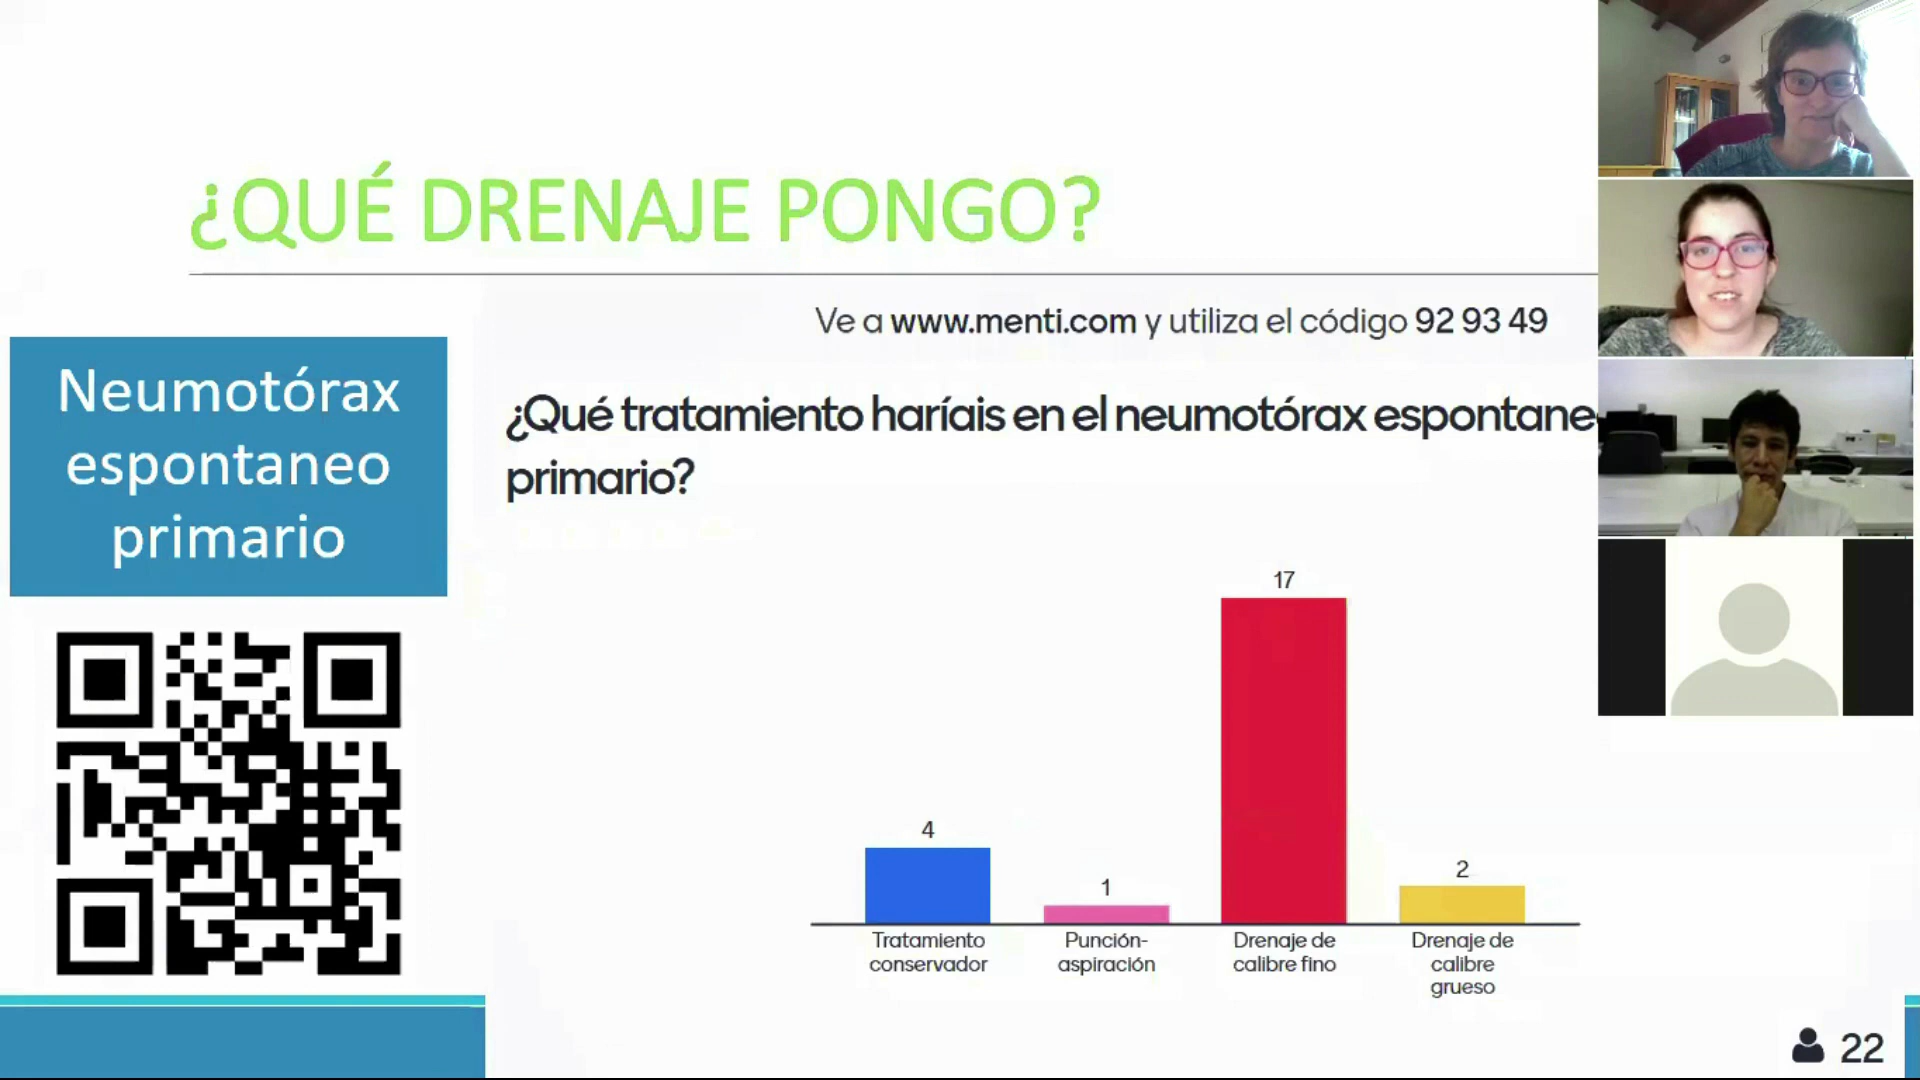 ¿QUÉ DRENAJE PONGO?
Ve a www.menti.com y utiliza el código 92 93 49
Neumotórax
espontaneo
primario
¿Qué tratamiento haríais en el neumotórax espontane
primario?
17
4
1
2
Tratamiento
conservador
Punción-
aspiración
Drenaje de
calibre fino
Drenaje de
calibre
grueso
22